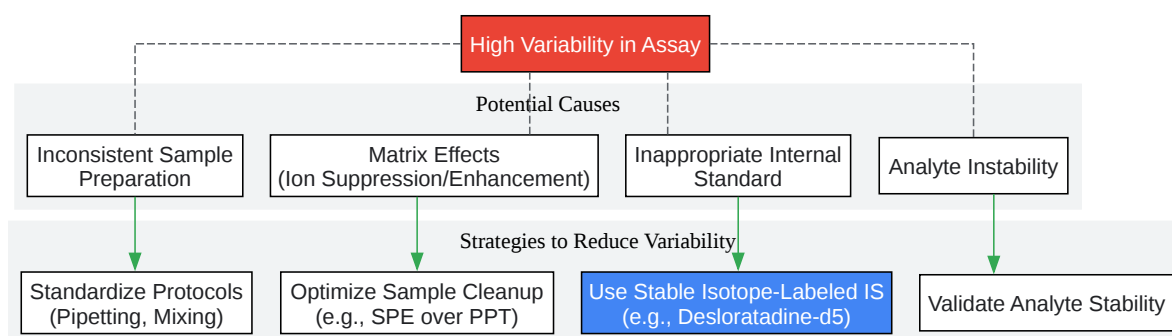 High Variability in Assay
Potential Causes
Inconsistent Sample
Preparation
Matrix Effects
(Ion Suppression/Enhancement)
Inappropriate Internal
Standard
Analyte Instability
Strategies to Reduce Variability
Standardize Protocols
(Pipetting, Mixing)
Optimize Sample Cleanup
(e.g., SPE over PPT)
Use Stable Isotope-Labeled IS
(e.g., Desloratadine-d5)
Validate Analyte Stability